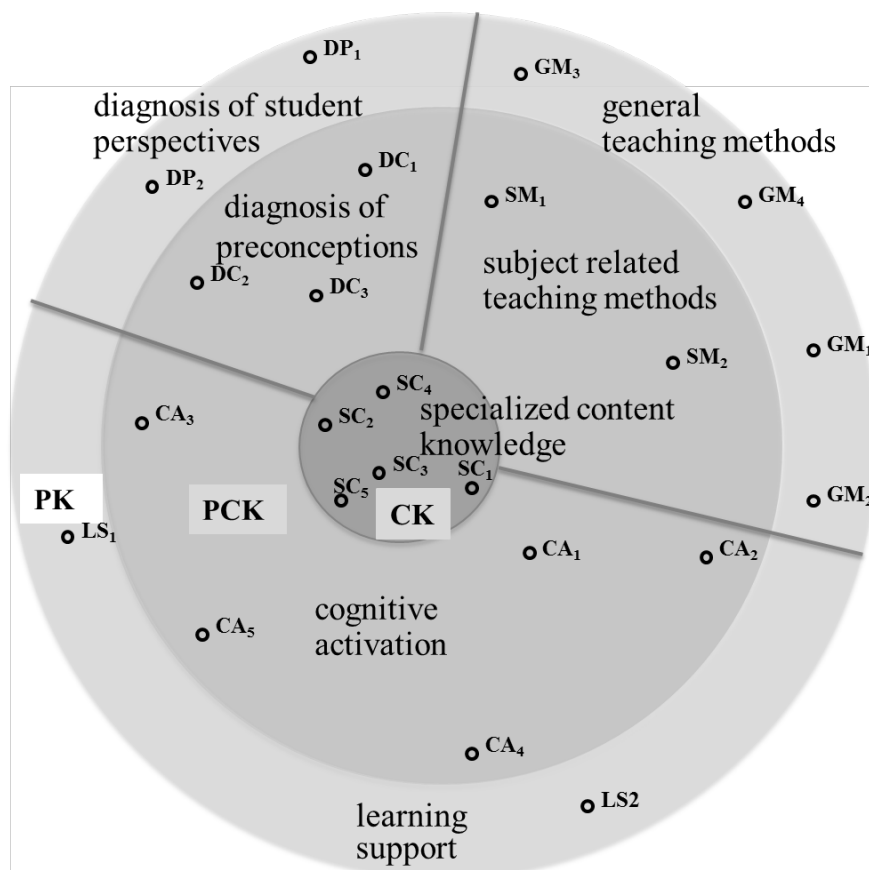 DP₁
GM₃
diagnosis of student
perspectives
general
teaching methods
DC₁
DP₂
SM₁
GM₄
diagnosis of
preconceptions
subject related
teaching methods
DC₂
DC₃
GM₁
SM₂
SC₄
CA₃
SC₂
specialized content
knowledge
SC₃
SC₁
SC₅
PK
PCK
CK
GM₂
LS₁
CA₁
CA₂
cognitive
activation
CA₅
CA₄
LS2
learning
support